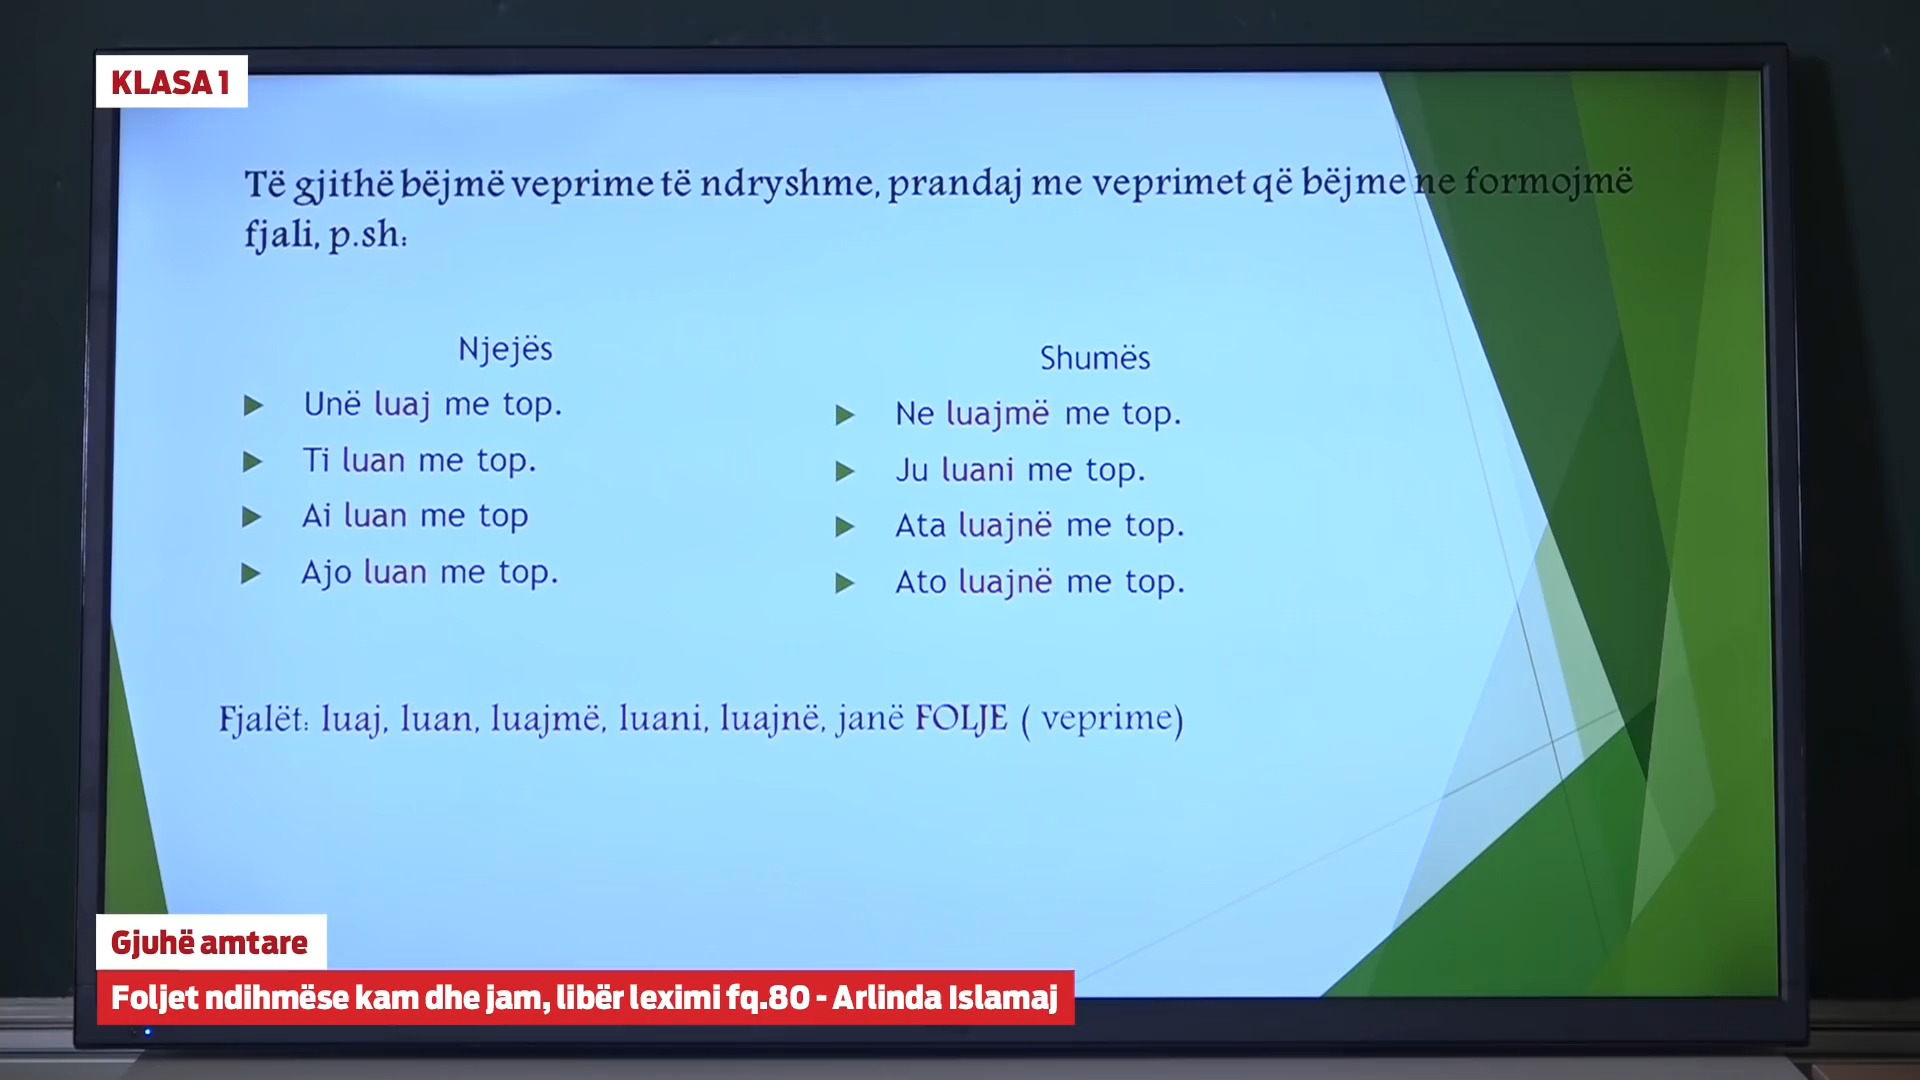 KLASA 1
Të gjithë bëjmë veprime të ndryshme, prandaj me veprimet që bëjme ne formojmë
fjali, p.sh:
Njejës
Unë luaj me top.
Ti luan me top.
Ai luan me top
Ajo luan me top.
Shumës
Ne luajmë me top.
Ju luani me top.
Ata luajnë me top.
Ato luajnë me top.
Fjalët: luaj, luan, luajmë, luani, luajnë, janë FOLJE ( veprime)
Gjuhë amtare
Foljet ndihmëse kam dhe jam, libër leximi fq.80 - Arlinda Islamaj